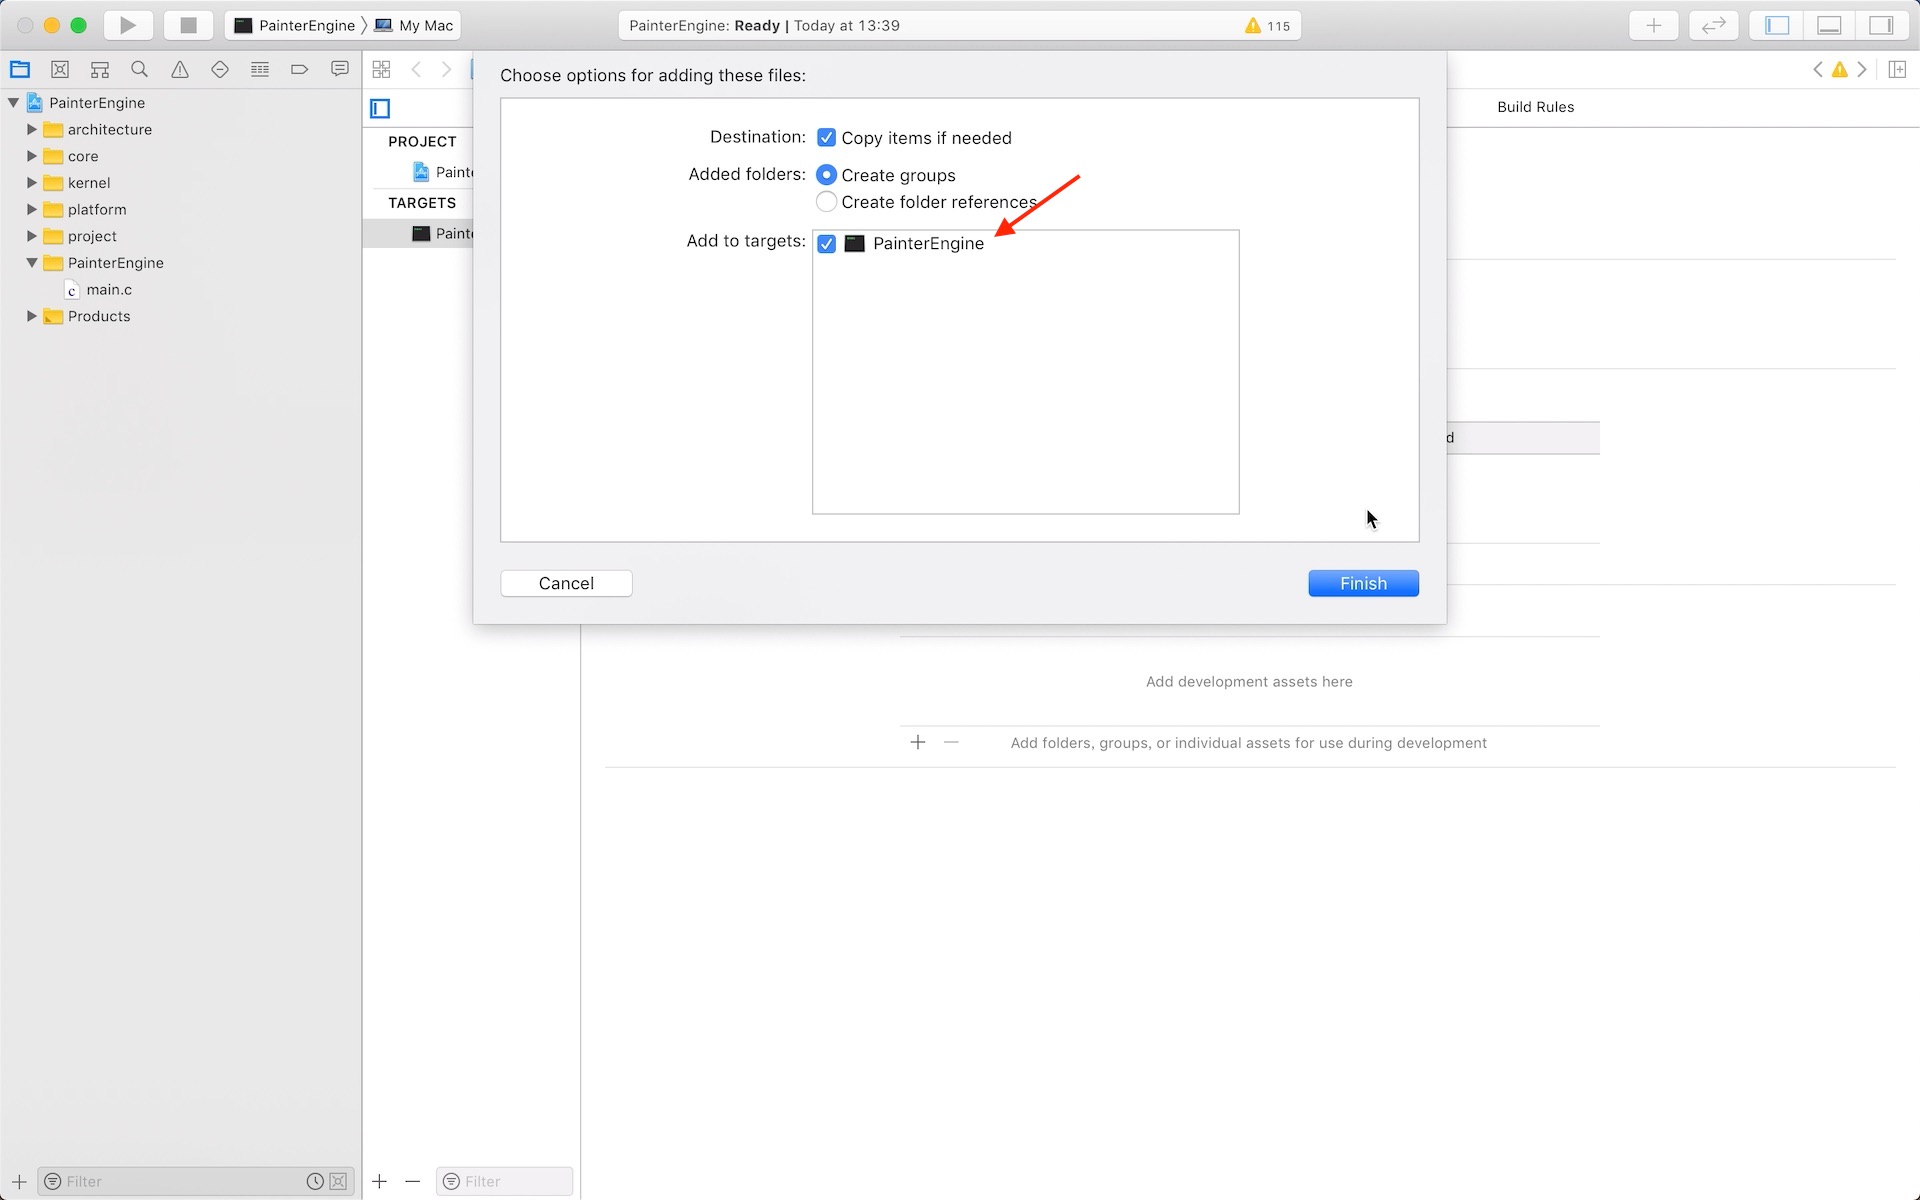 PainterEngine
My Mac
PainterEngine: Ready | Today at 13:39
115
PainterEngine
architecture
core
kernel
platform
project
PainterEngine
main.c
Products
PROJECT
Painte
TARGETS
Painte
Build Rules
Choose options for adding these files:
Destination: Copy items if needed
Added folders: Create groups
Create folder references
Add to targets: PainterEngine
Cancel
Finish
d
Add development assets here
Add folders, groups, or individual assets for use during development
Filter
Filter